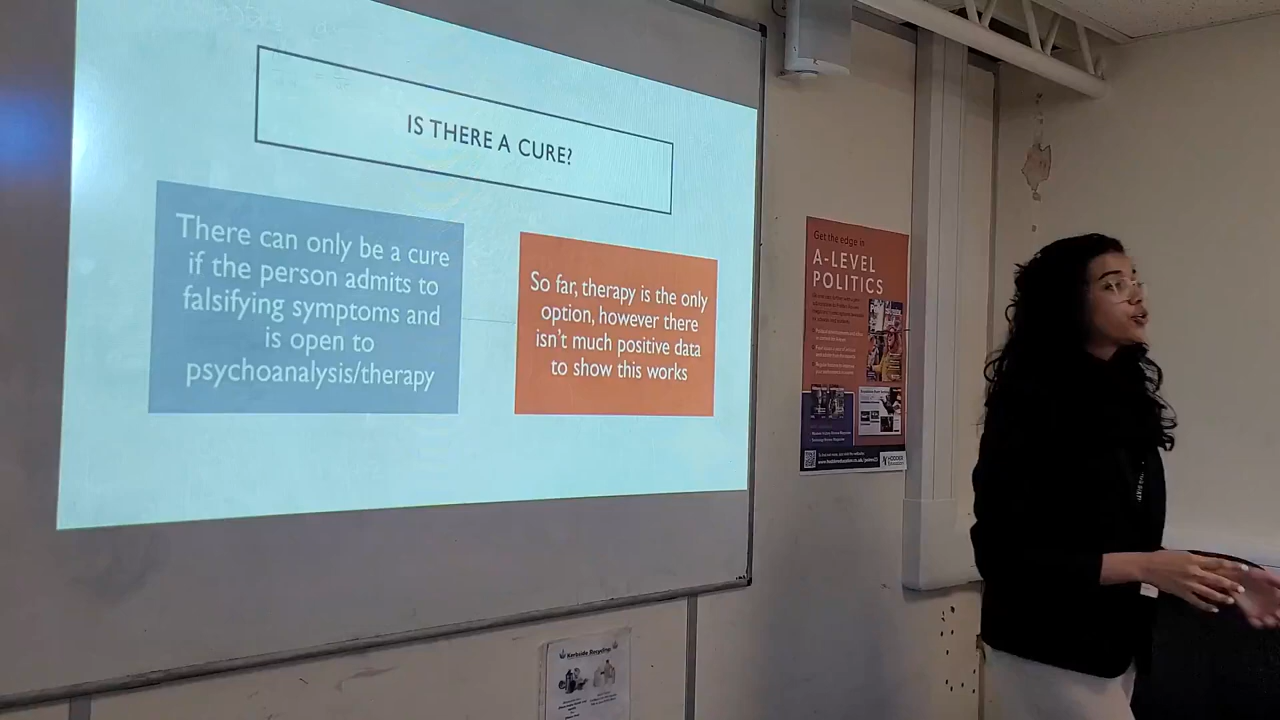 IS THERE A CURE?
There can only be a cure
if the person admits to
falsifying symptoms and
is open to
psychoanalysis/therapy
So far, therapy is the only
option, however there
isn't much positive data
to show this works
Get the edge in
A-LEVEL
POLITICS
HODDER
Education
Kerbside Recycling